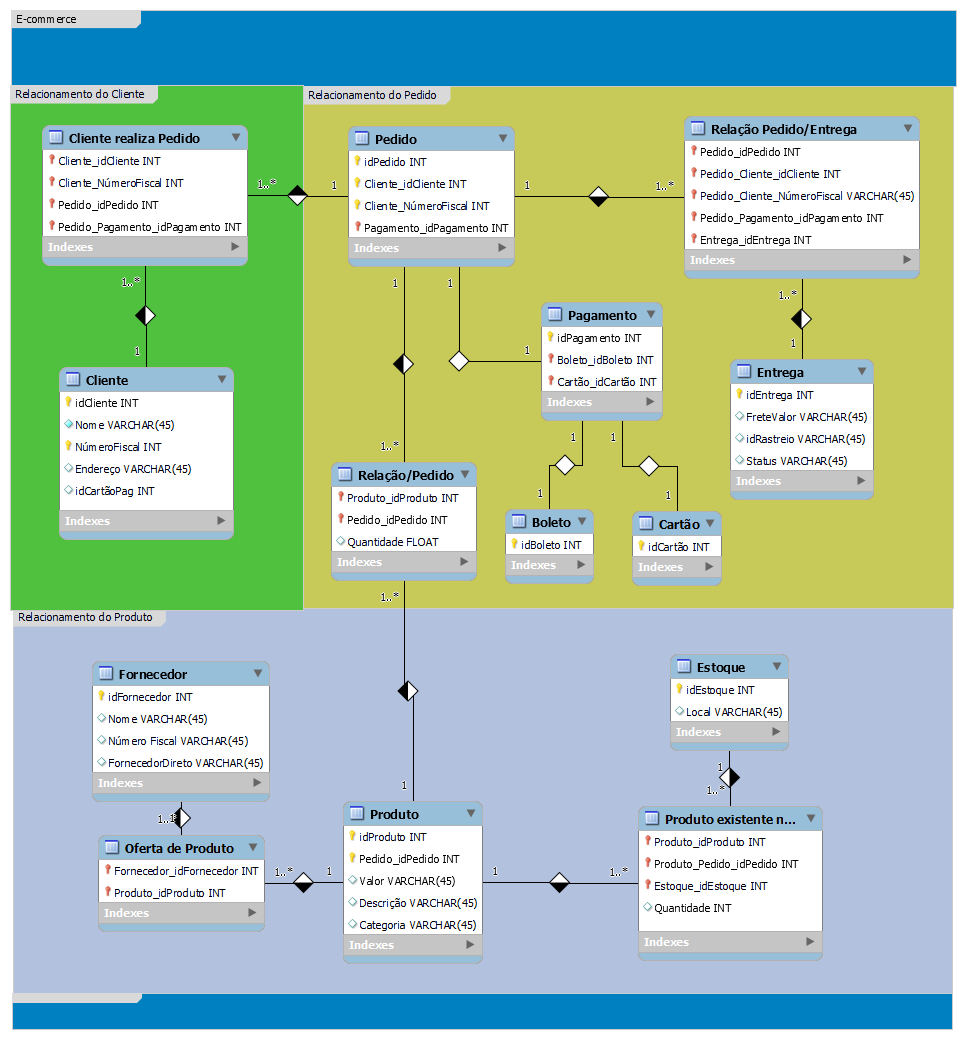 E-commerce
Relacionamento do Cliente
Relacionamento do Pedido
Cliente realiza Pedido
Cliente_idCliente INT
Cliente_NúmeroFiscal INT
Pedido_idPedido INT
Pedido_Pagamento_idPagamento INT
Indexes
1..*
1
Pedido
idPedido INT
Cliente_idCliente INT
Cliente_NúmeroFiscal INT
Pagamento_idPagamento INT
Indexes
1
1..*
Relação Pedido/Entrega
Pedido_idPedido INT
Pedido_Cliente_idCliente INT
Pedido_Cliente_NúmeroFiscal VARCHAR(45)
Pedido_Pagamento_idPagamento INT
Entrega_idEntrega INT
Indexes
1..*
1
Cliente
idCliente INT
Nome VARCHAR(45)
NúmeroFiscal INT
Endereço VARCHAR(45)
idCartãoPag INT
Indexes
1
1
1
Pagamento
idPagamento INT
Boleto_idBoleto INT
Cartão_idCartão INT
Indexes
1..*
1
Entrega
idEntrega INT
FreteValor VARCHAR(45)
idRastreio VARCHAR(45)
Status VARCHAR(45)
Indexes
1..*
Relação/Pedido
Produto_idProduto INT
Pedido_idPedido INT
Quantidade FLOAT
Indexes
1
1
1
1
Boleto
idBoleto INT
Indexes
Cartão
idCartão INT
Indexes
1..*
1
Relacionamento do Produto
Fornecedor
idFornecedor INT
Nome VARCHAR(45)
Número Fiscal VARCHAR(45)
FornecedorDireto VARCHAR(45)
Indexes
Estoque
idEstoque INT
Local VARCHAR(45)
Indexes
1
1..*
Oferta de Produto
Fornecedor_idFornecedor INT
Produto_idProduto INT
Indexes
1..*
1
Produto
idProduto INT
Pedido_idPedido INT
Valor VARCHAR(45)
Descrição VARCHAR(45)
Categoria VARCHAR(45)
Indexes
1
1..*
Produto existente n...
Produto_idProduto INT
Produto_Pedido_idPedido INT
Estoque_idEstoque INT
Quantidade INT
Indexes